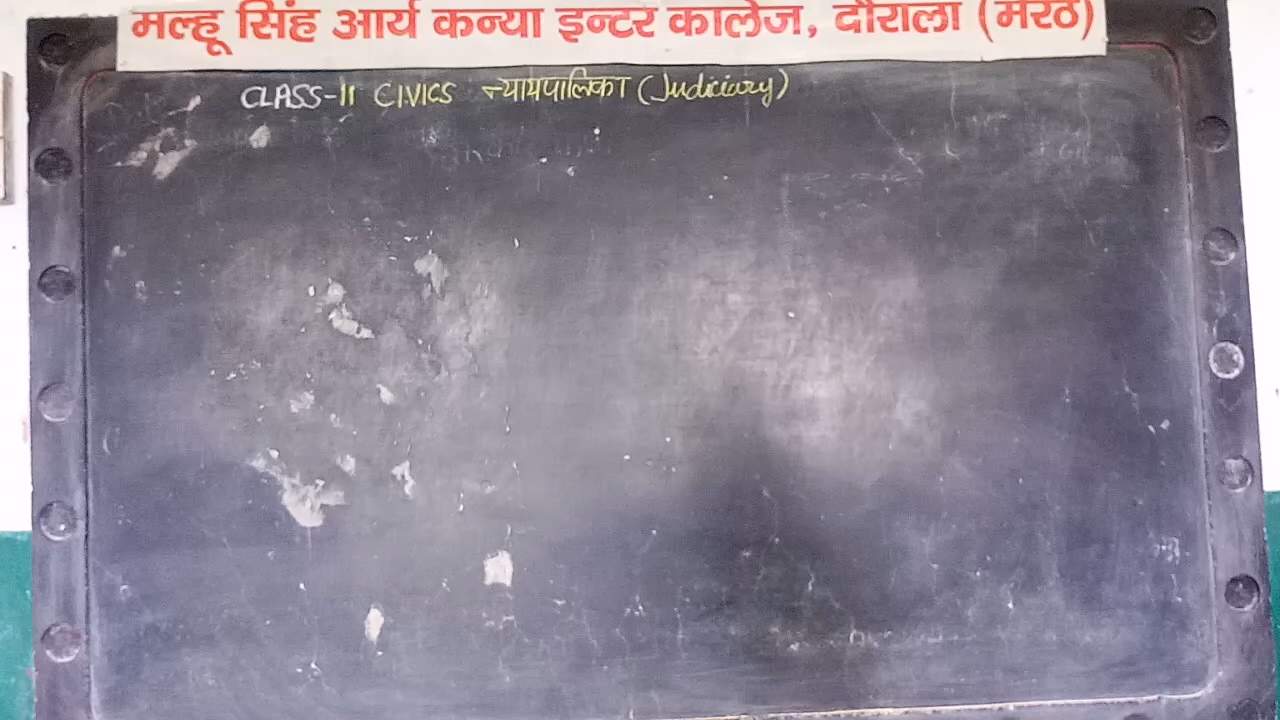 मल्हू सिंह आर्य कन्या इन्टर कालेज, दौराला (मेरठ)
CLASS-11 CIVICS न्यायपालिका (Judiciary)